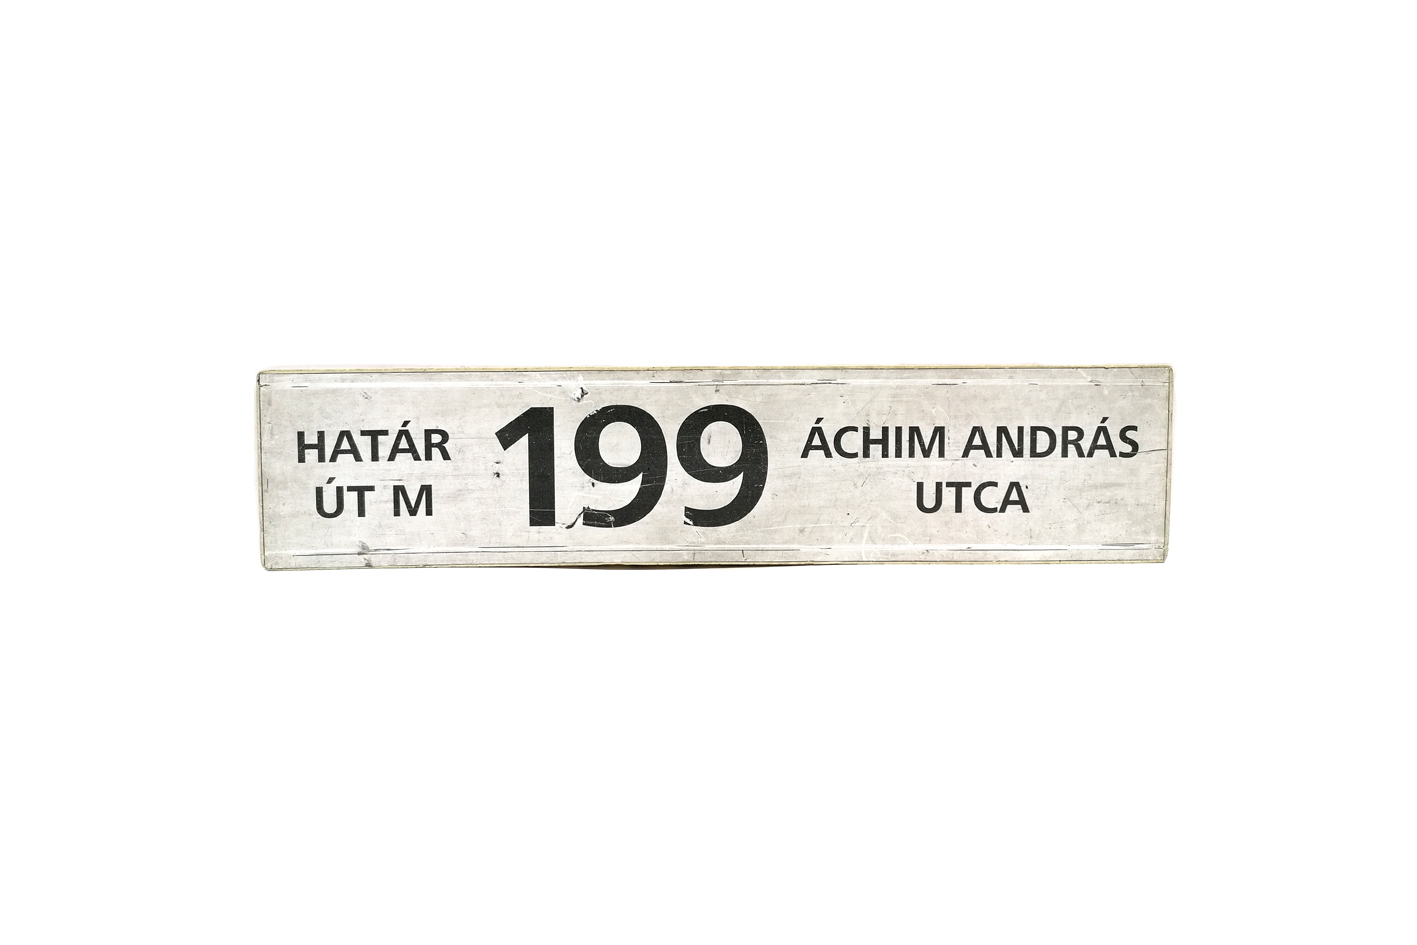 HATÁR
ÚT M
199
ÁCHIM ANDRÁS
UTCA